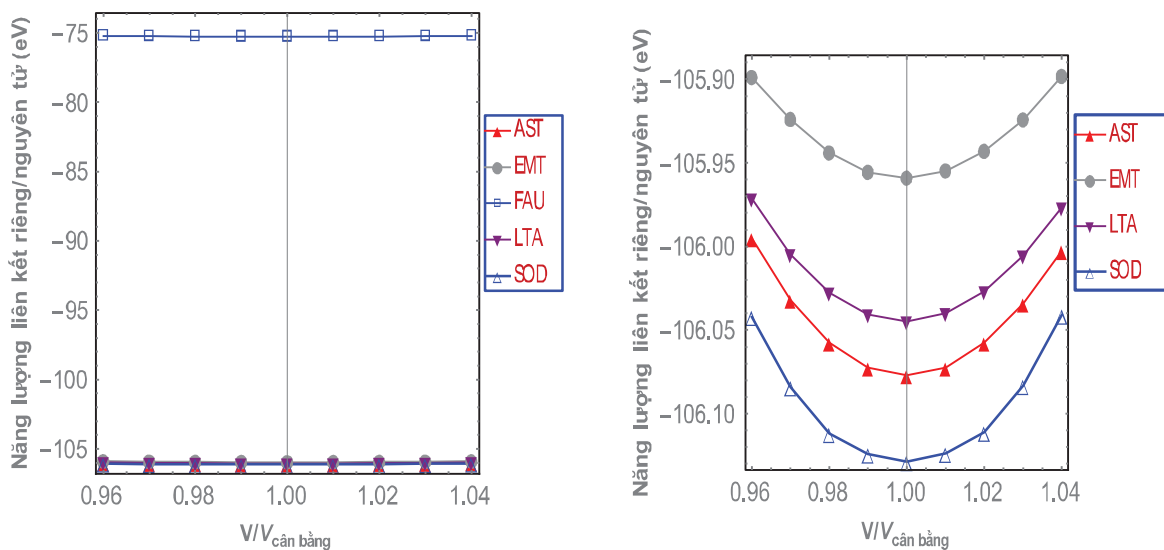 Năng lượng liên kết riêng/nguyên tử (eV)
−75
−80
−85
−90
−95
−100
−105
0.96
0.98
1.00
1.02
1.04
V/Vcân bằng
AST
EMT
FAU
LTA
SOD
Năng lượng liên kết riêng/nguyên tử (eV)
−105.90
−105.95
−106.00
−106.05
−106.10
0.96
0.98
1.00
1.02
1.04
V/Vcân bằng
AST
EMT
LTA
SOD